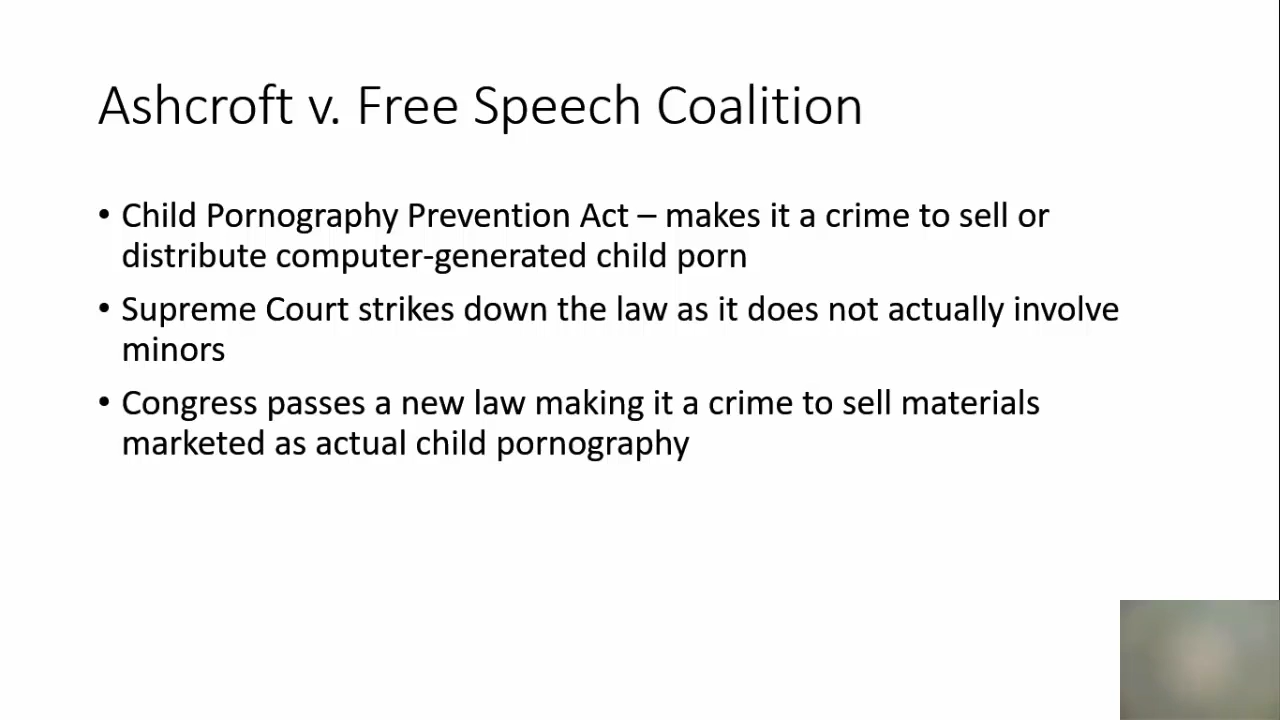 Ashcroft v. Free Speech Coalition
• Child Pornography Prevention Act – makes it a crime to sell or
distribute computer-generated child porn
• Supreme Court strikes down the law as it does not actually involve
minors
• Congress passes a new law making it a crime to sell materials
marketed as actual child pornography